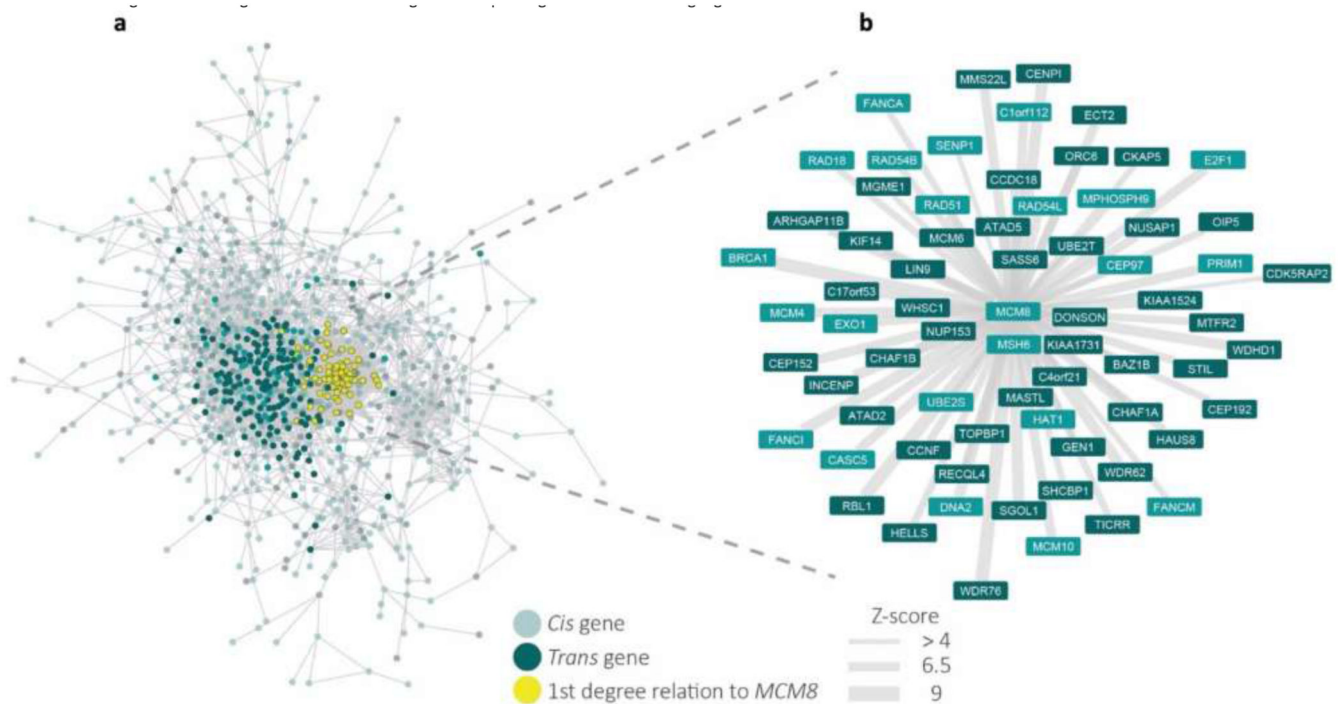 a
b
MMS22L
CENPI
FANCA
C1orf112
ECT2
SENP1
RAD18
RAD54B
ORC6
CKAP5
E2F1
MGME1
CCDC18
RAD51
RAD54L
MPHOSPH9
ARHGAP11B
KIF14
MCM6
ATAD5
NUSAP1
OIP5
UBE2T
BRCA1
LIN9
SASS6
CEP97
PRIM1
CDK5RAP2
C17orf53
WHSC1
MCM8
DONSON
KIAA1524
MCM4
EXO1
MTFR2
NUP153
MSH6
KIAA1731
WDHD1
CEP152
CHAF1B
BAZ1B
STIL
INCENP
C4orf21
ATAD2
UBE2S
MASTL
HAT1
CHAF1A
CEP192
FANCI
CASC5
CCNF
TOPBP1
GEN1
HAUS8
RECQL4
WDR62
SHCBP1
RBL1
DNA2
SGOL1
FANCM
HELLS
TICRR
MCM10
WDR76
Cis gene
Trans gene
1st degree relation to MCM8
Z-score
> 4
6.5
9